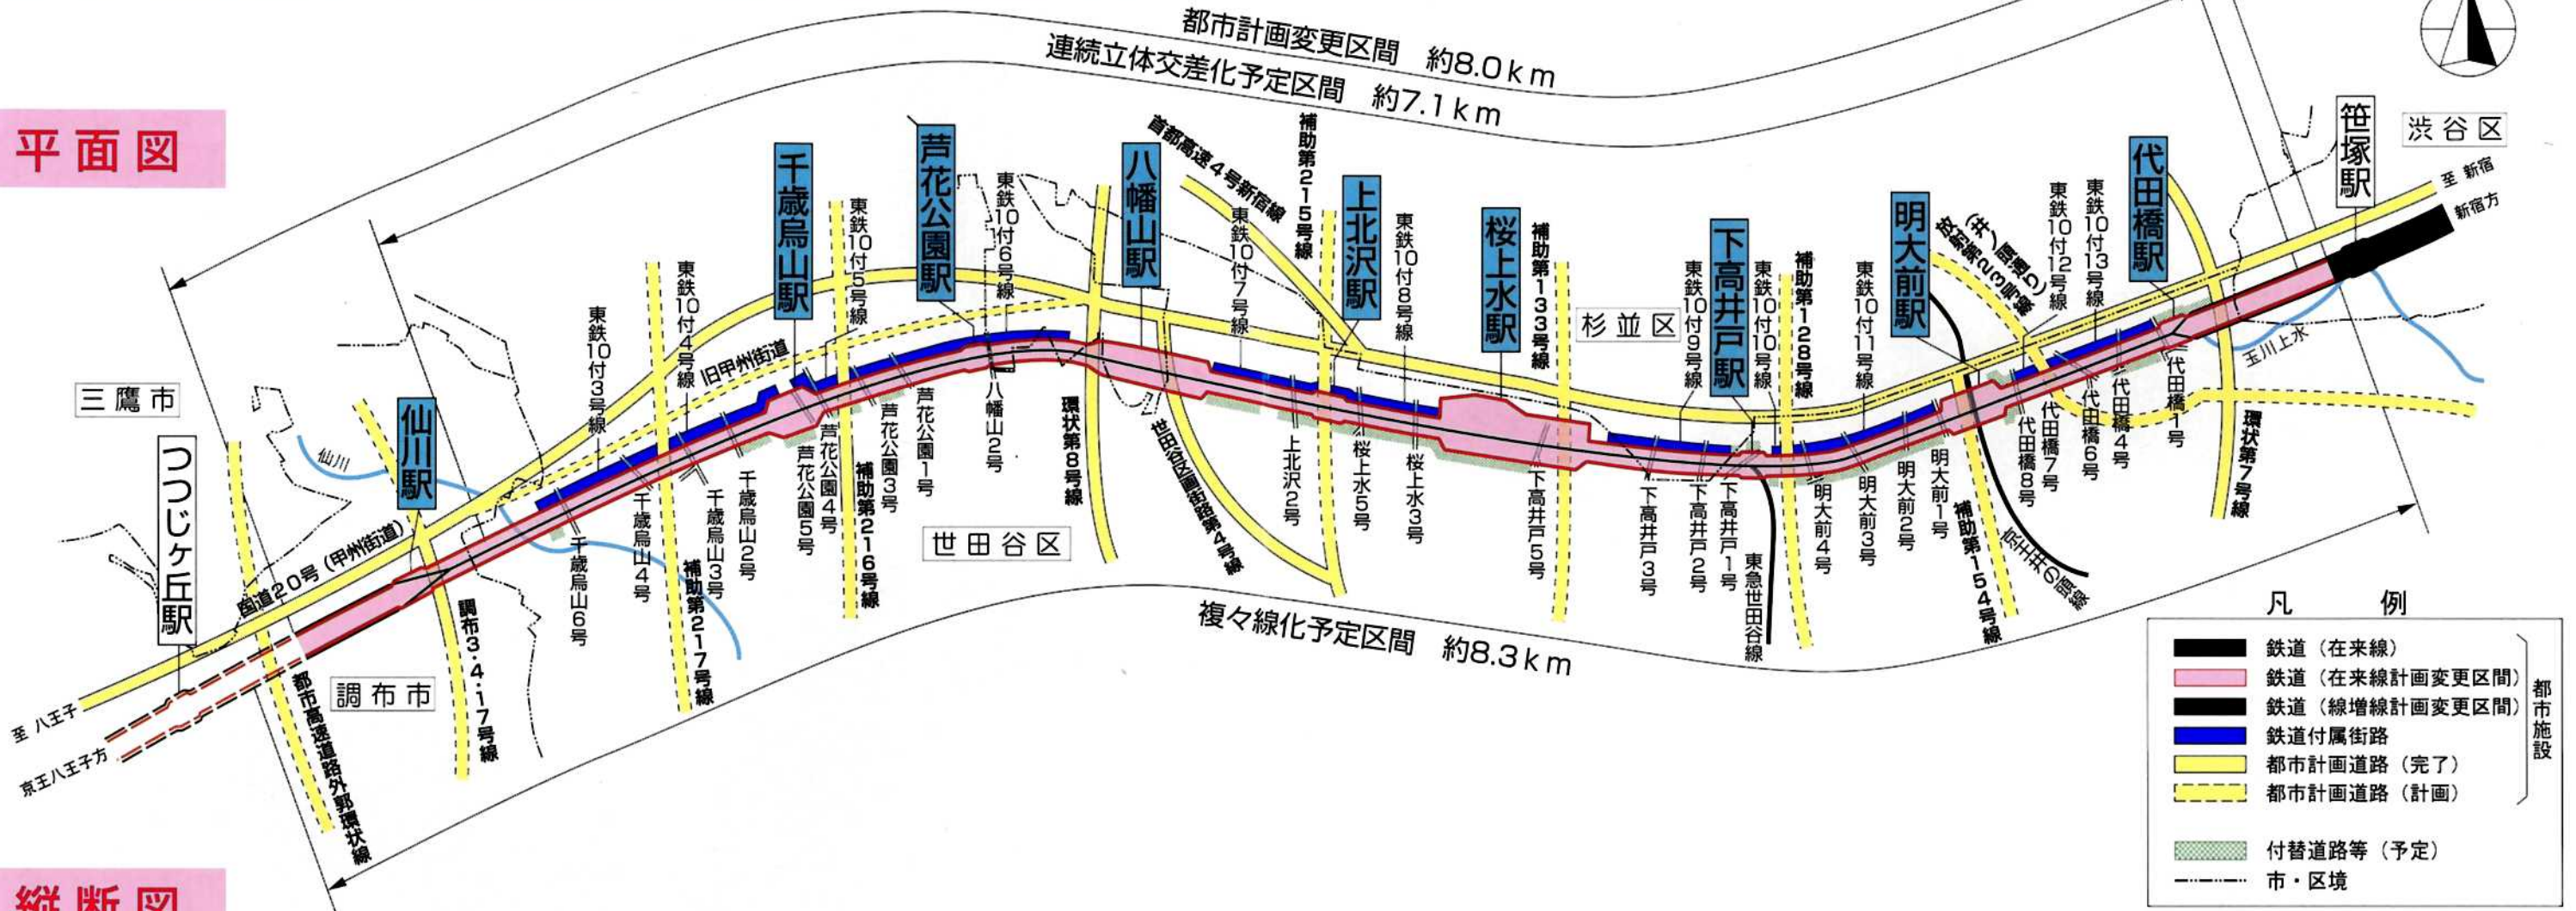 都市計画変更区間 約8.0km
連続立体交差化予定区間 約7.1km
平面図
千歳烏山駅
芦花公園駅
八幡山駅
首都高速4号新宿線
補助第215号線
上北沢駅
桜上水駅
補助第133号線
下高井戸駅
補助第128号線
明大前駅
放射第23号線
(井ノ頭通り)
代田橋駅
笹塚駅
渋谷区
至 新宿
新宿方
東鉄10付3号線
東鉄10付4号線
東鉄10付5号線
東鉄10付6号線
東鉄10付7号線
東鉄10付8号線
東鉄10付9号線
東鉄10付10号線
東鉄10付11号線
東鉄10付12号線
東鉄10付13号線
杉並区
旧甲州街道
三鷹市
つつじヶ丘駅
仙川
仙川駅
国道20号(甲州街道)
玉川上水
千歳烏山6号
千歳烏山4号
千歳烏山3号
千歳烏山2号
芦花公園5号
芦花公園4号
芦花公園3号
芦花公園1号
八幡山2号
上北沢2号
桜上水5号
桜上水3号
下高井戸5号
下高井戸3号
下高井戸2号
下高井戸1号
明大前4号
明大前3号
明大前2号
明大前1号
代田橋8号
代田橋7号
代田橋6号
代田橋4号
代田橋1号
補助第217号線
補助第216号線
環状第8号線
世田谷区画街路第4号線
世田谷区
東急世田谷線
補助第154号線
京王井の頭線
環状第7号線
調布3・4・17号線
調布市
都市高速道路外郭環状線
至 八王子
京王八王子方
複々線化予定区間 約8.3km
凡 例
鉄道(在来線)
鉄道(在来線計画変更区間)
鉄道(線増線計画変更区間)
鉄道付属街路
都市計画道路(完了)
都市計画道路(計画)
都市施設
付替道路等(予定)
市・区境
縦断図